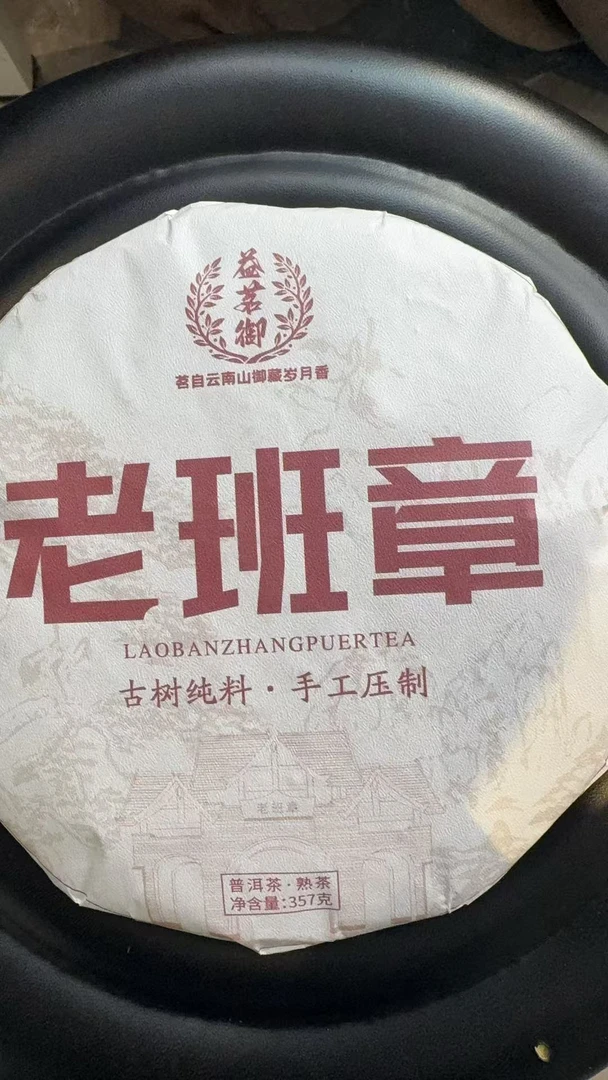 益茗御
茗自云南山御藏岁月香
老班章
LAOBANZHANGPUERTEA
古树纯料·手工压制
老班章
普洱茶·熟茶
净含量:357克